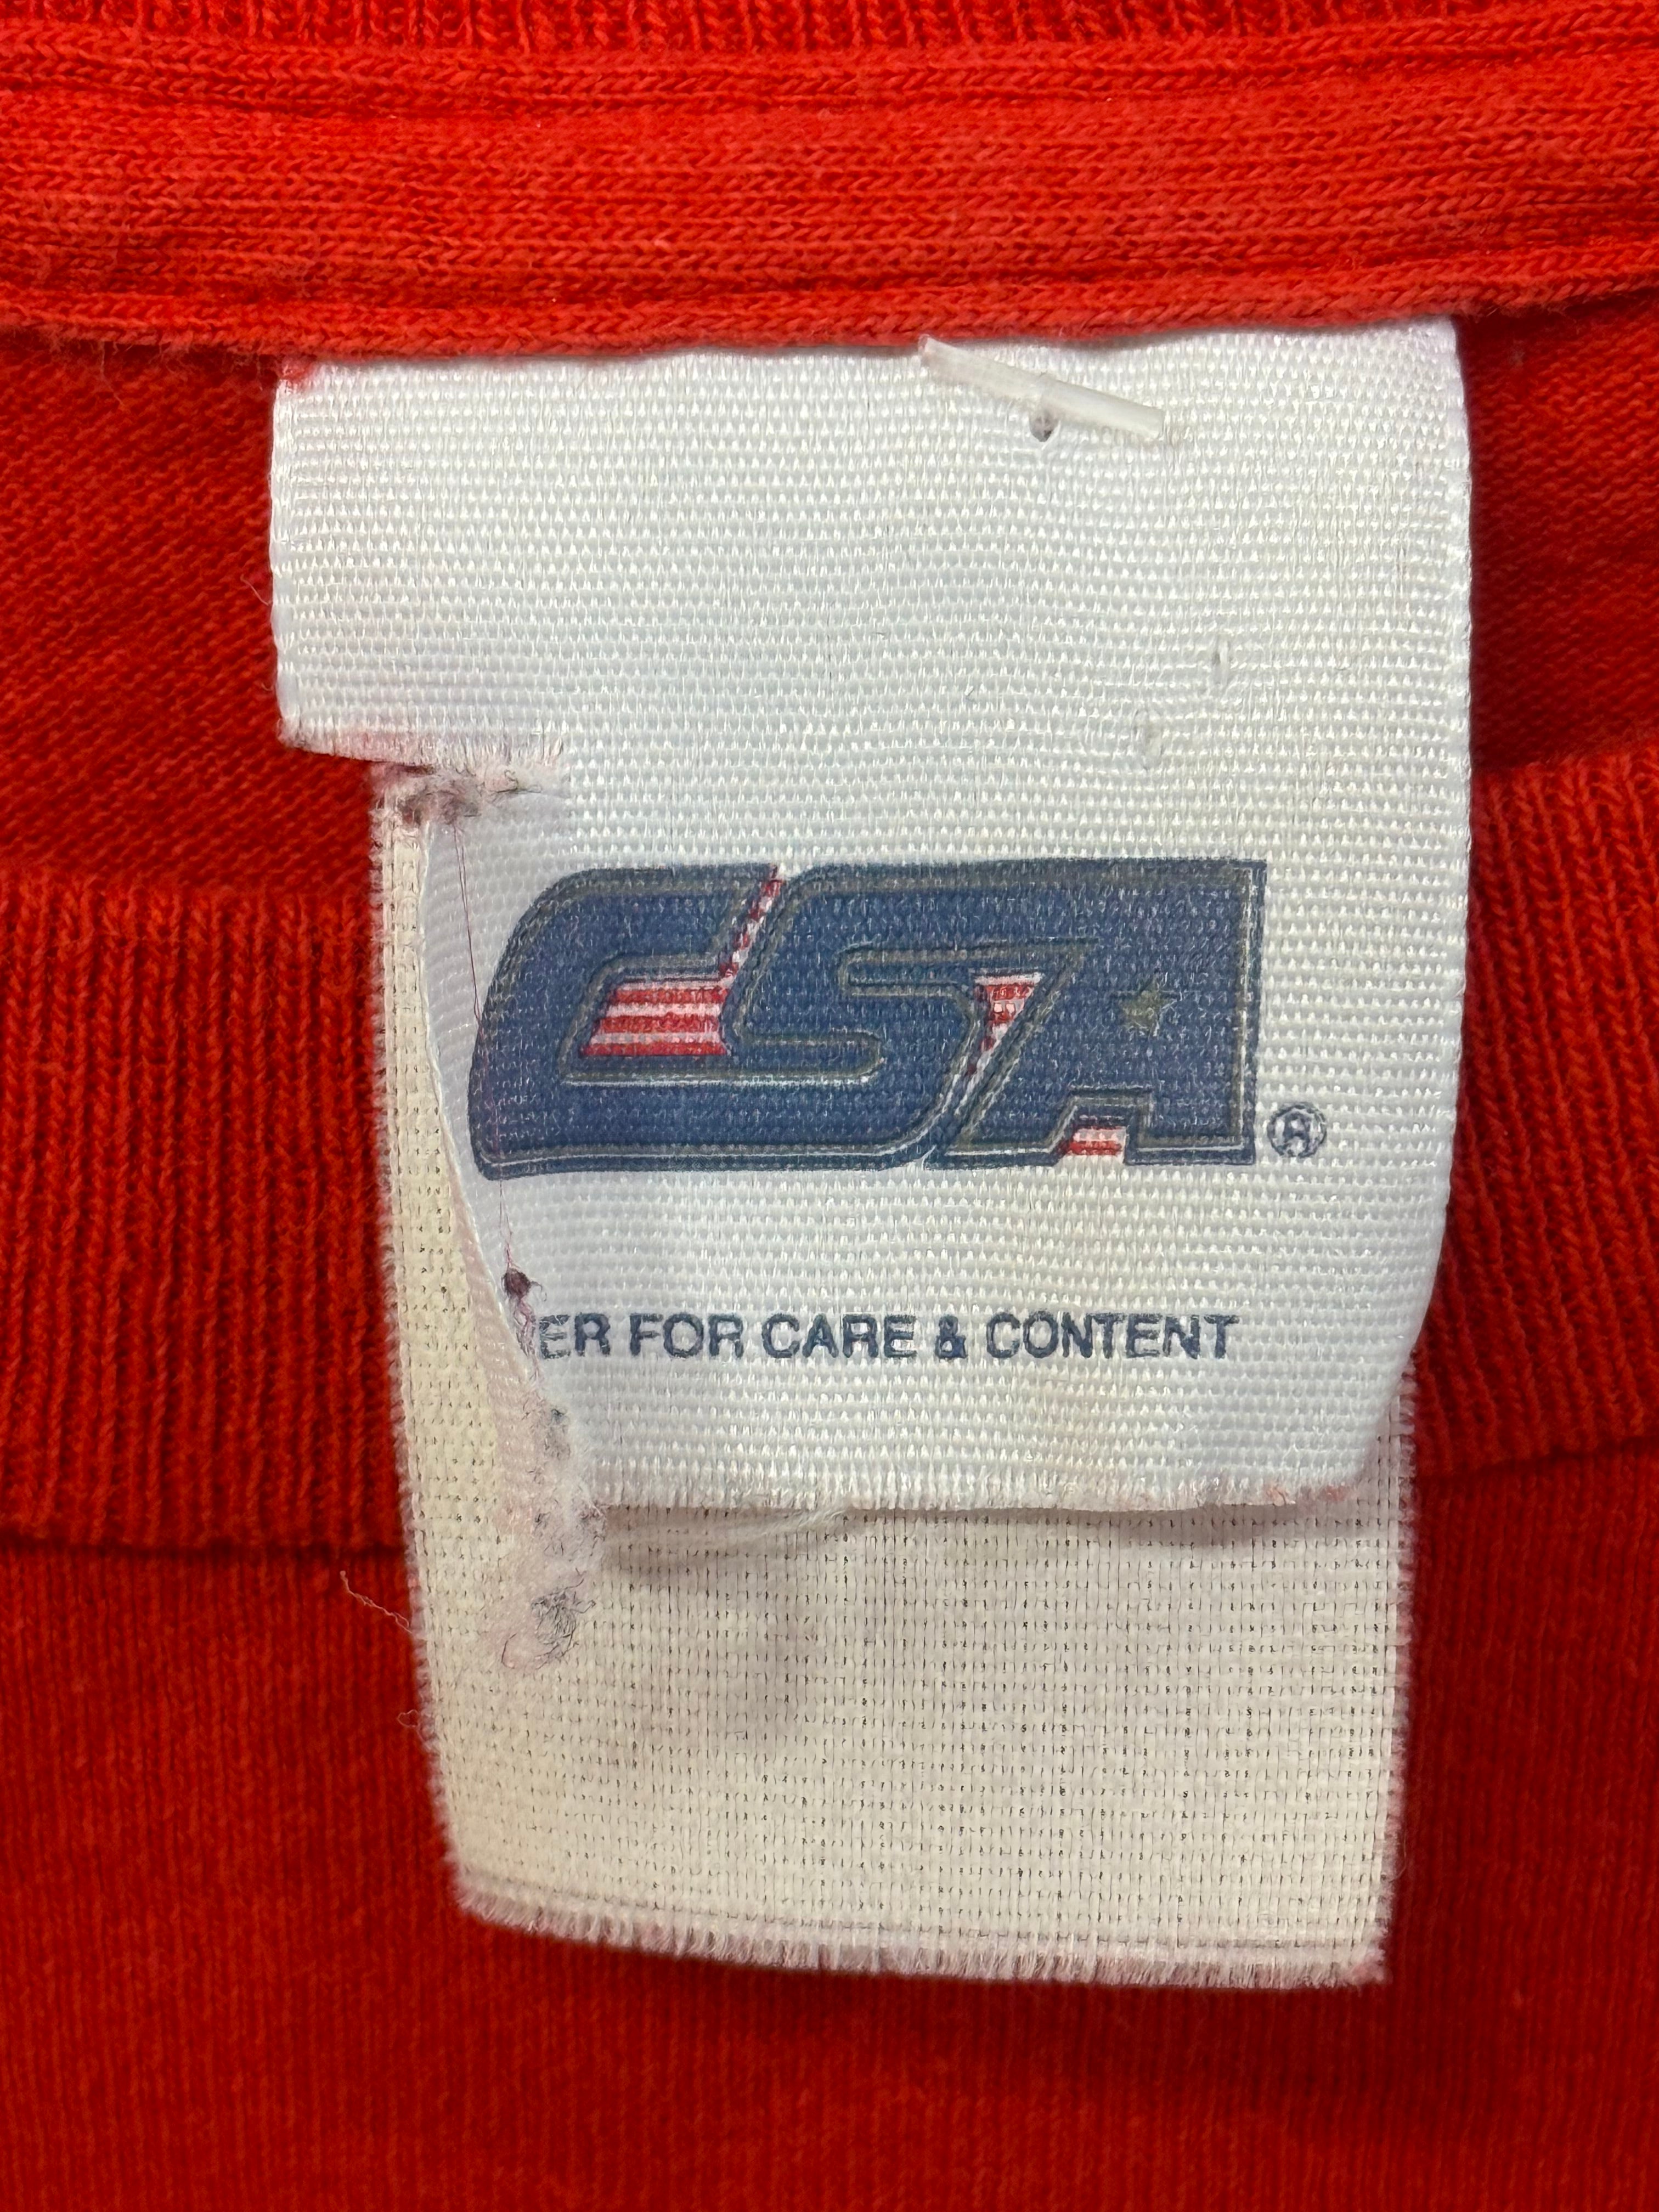 CSA®
ER FOR CARE & CONTENT